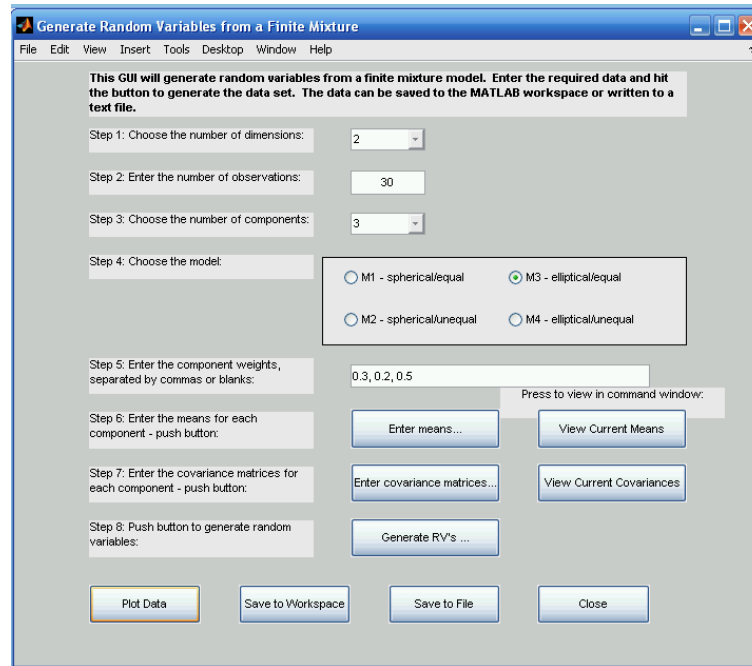 Generate Random Variables from a Finite Mixture
File Edit View Insert Tools Desktop Window Help
This GUI will generate random variables from a finite mixture model. Enter the required data and hit
the button to generate the data set. The data can be saved to the MATLAB workspace or written to a
text file.
Step 1: Choose the number of dimensions:
2
Step 2: Enter the number of observations:
30
Step 3: Choose the number of components:
3
Step 4: Choose the model:
M1 - spherical/equal
M3 - elliptical/equal
M2 - spherical/unequal
M4 - elliptical/unequal
Step 5: Enter the component weights,
separated by commas or blanks:
0.3, 0.2, 0.5
Press to view in command window:
Step 6: Enter the means for each
component - push button:
Enter means...
View Current Means
Step 7: Enter the covariance matrices for
each component - push button:
Enter covariance matrices...
View Current Covariances
Step 8: Push button to generate random
variables:
Generate RV's ...
Plot Data
Save to Workspace
Save to File
Close